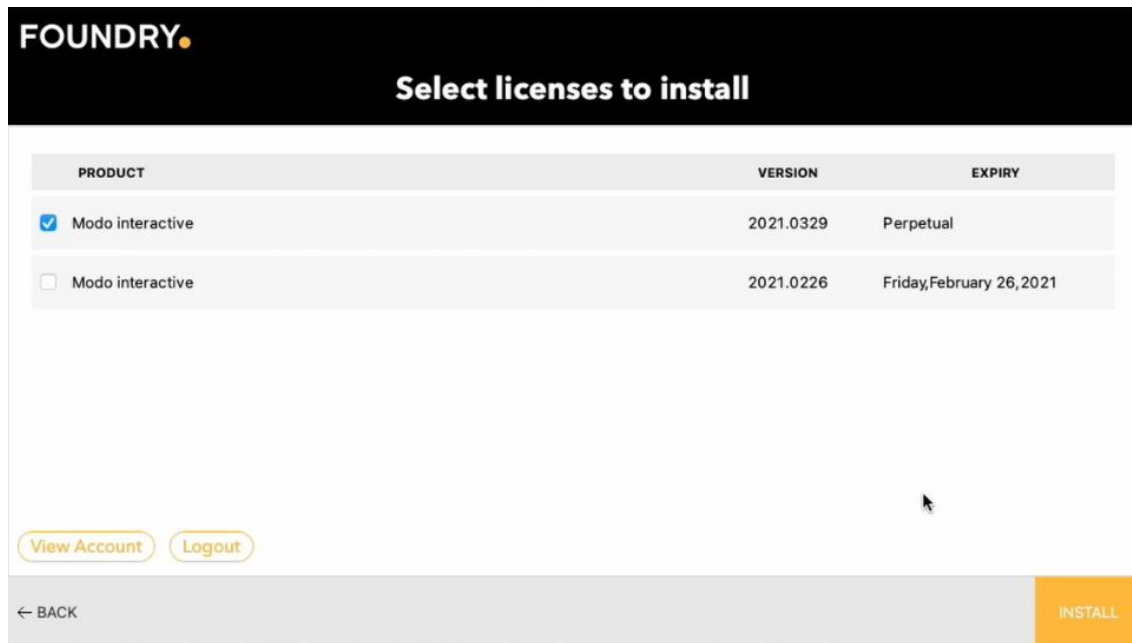 FOUNDRY.
Select licenses to install
PRODUCT VERSION EXPIRY
Modo interactive 2021.0329 Perpetual
Modo interactive 2021.0226 Friday,February 26,2021
View Account Logout
← BACK INSTALL